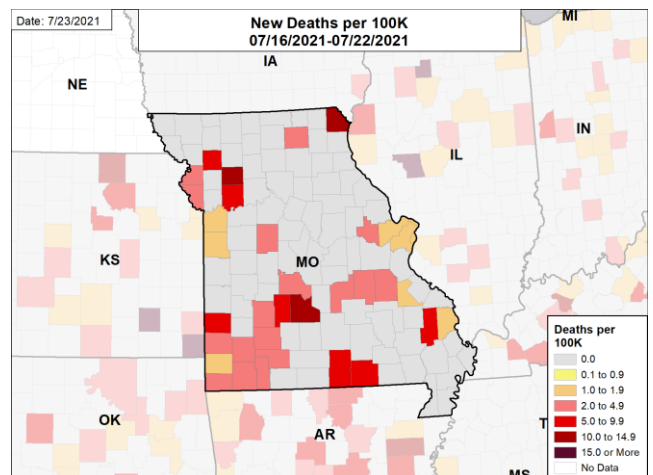 Date: 7/23/2021
New Deaths per 100K
07/16/2021-07/22/2021
MI
IA
NE
IL
IN
KS
MO
OK
AR
T
MS
Deaths per
100K
0.0
0.1 to 0.9
1.0 to 1.9
2.0 to 4.9
5.0 to 9.9
10.0 to 14.9
15.0 or More
No Data